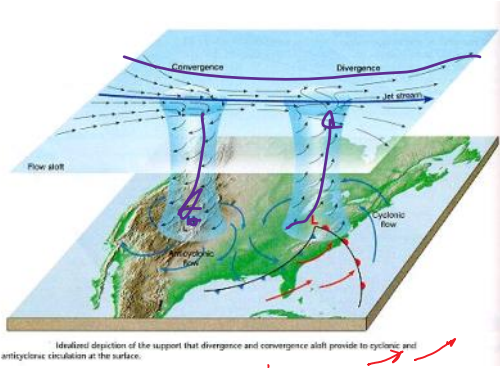 Convergence
Divergence
Jet stream
Flow aloft
Cyclonic
flow
L
Anticyclonic
flow
Idealized depiction of the support that divergence and convergence aloft provide to cyclonic and
anticyclonic circulation at the surface.